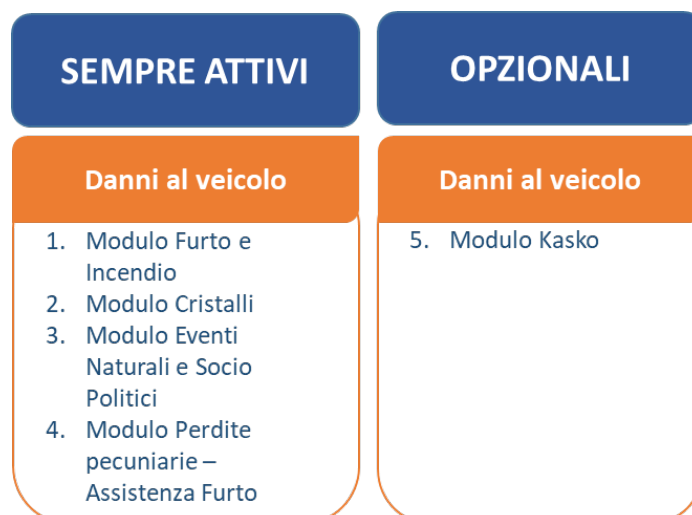 SEMPRE ATTIVI
Danni al veicolo
1. Modulo Furto e
Incendio
2. Modulo Cristalli
3. Modulo Eventi
Naturali e Socio
Politici
4. Modulo Perdite
pecuniarie –
Assistenza Furto
OPZIONALI
Danni al veicolo
5. Modulo Kasko